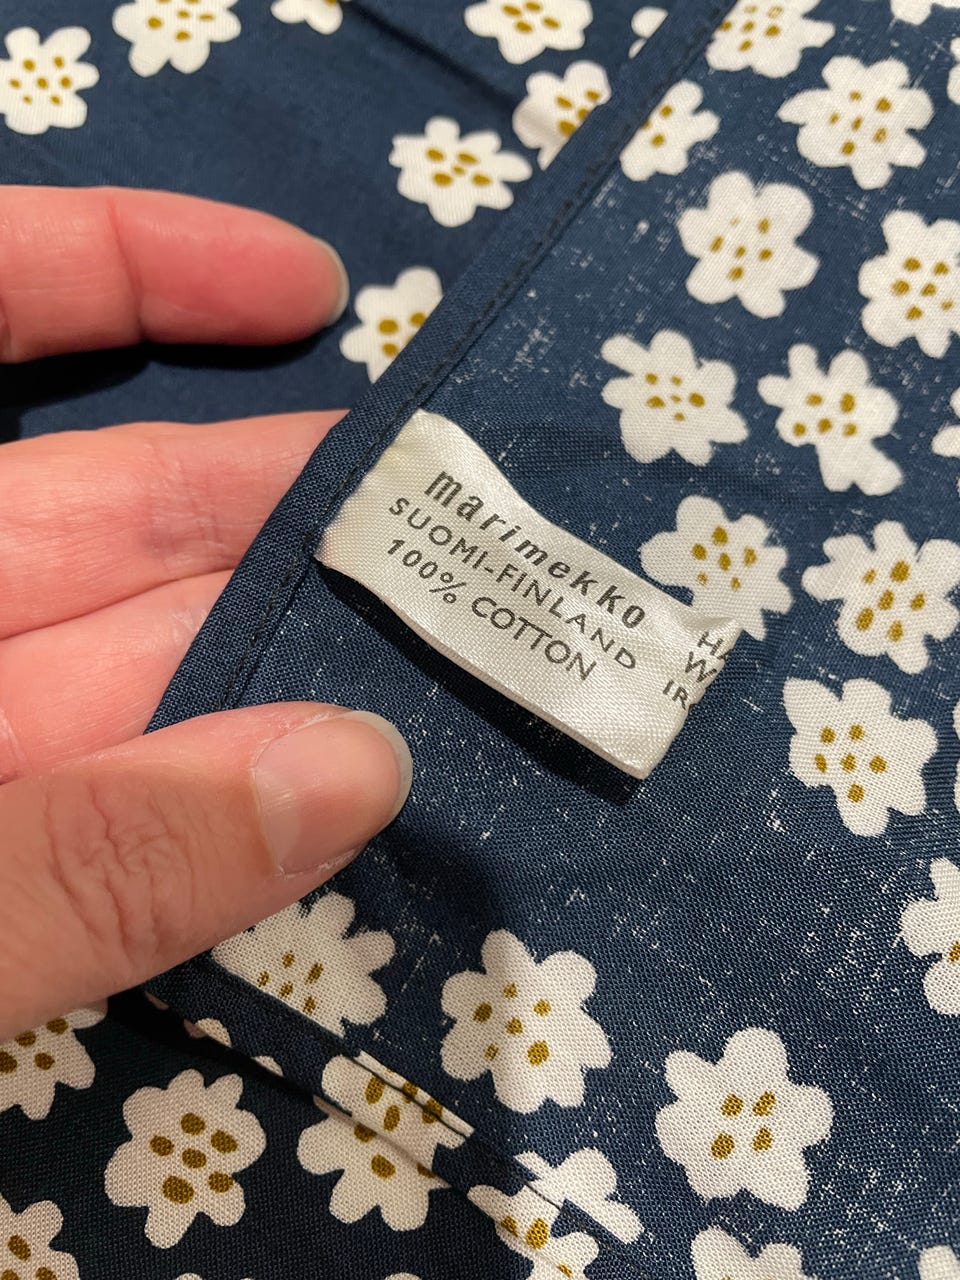 marimekko
SUOMI-FINLAND
100% COTTON